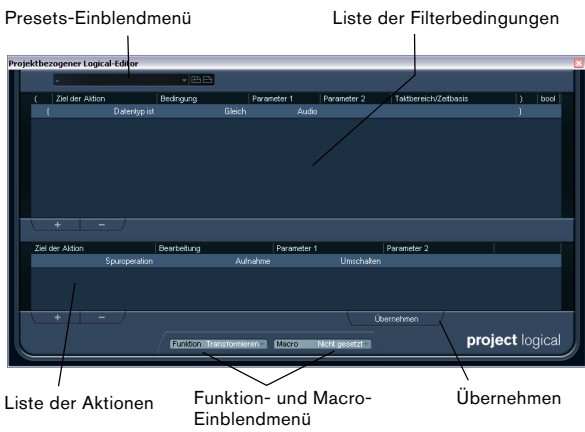 Presets-Einblendmenü Liste der Filterbedingungen
Projektbezogener Logical-Editor
( Ziel der Aktion Bedingung Parameter 1 Parameter 2 Taktbereich/Zeitbasis ) bool
( Datentyp ist Gleich Audio )
+ −
Ziel der Aktion Bearbeitung Parameter 1 Parameter 2
Spuroperation Aufnahme Umschalten
+ − Übernehmen
Funktion Transformieren Macro Nicht gesetzt project logical
Liste der Aktionen Funktion- und Macro- Übernehmen
Einblendmenü